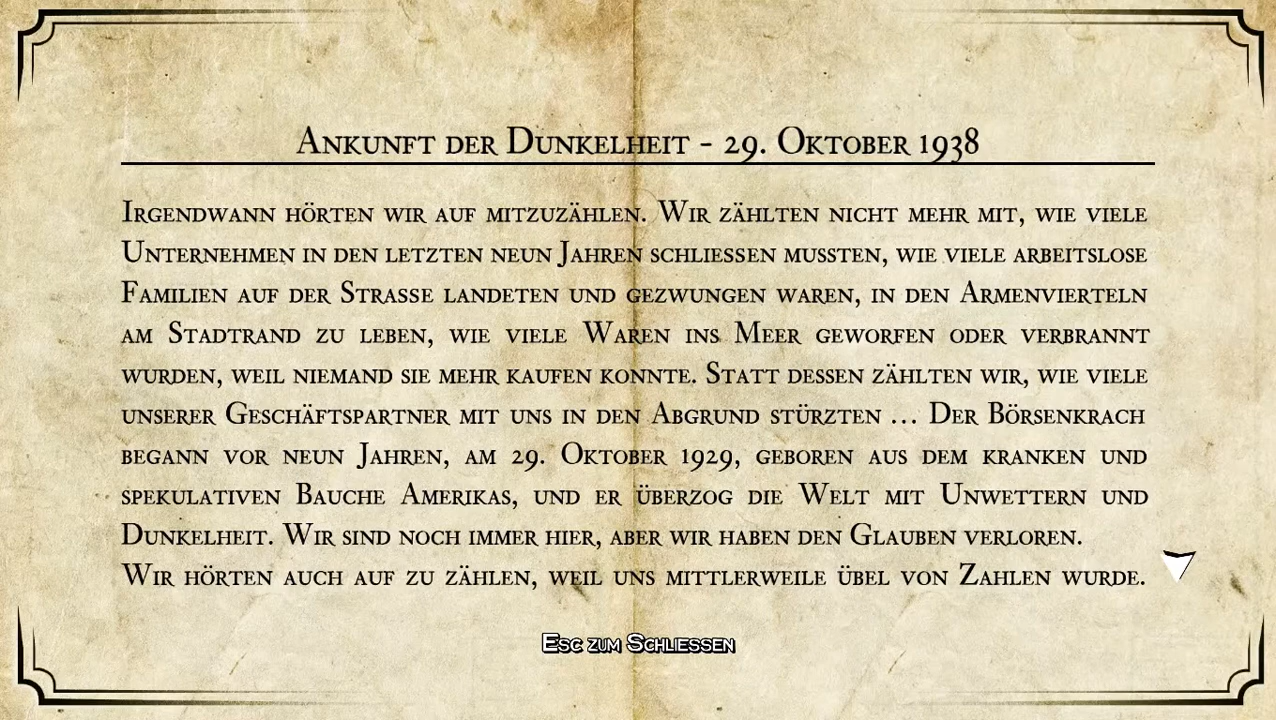 Ankunft der Dunkelheit - 29. Oktober 1938
Irgendwann hörten wir auf mitzuzählen. Wir zählten nicht mehr mit, wie viele
Unternehmen in den letzten neun Jahren schliessen mussten, wie viele arbeitslose
Familien auf der Strasse landeten und gezwungen waren, in den Armenvierteln
am Stadtrand zu leben, wie viele Waren ins Meer geworfen oder verbrannt
wurden, weil niemand sie mehr kaufen konnte. Statt dessen zählten wir, wie viele
unserer Geschäftspartner mit uns in den Abgrund stürzten ... Der Börsenkrach
begann vor neun Jahren, am 29. Oktober 1929, geboren aus dem kranken und
spekulativen Bauche Amerikas, und er überzog die Welt mit Unwettern und
Dunkelheit. Wir sind noch immer hier, aber wir haben den Glauben verloren.
Wir hörten auch auf zu zählen, weil uns mittlerweile übel von Zahlen wurde.
Esc zum Schliessen